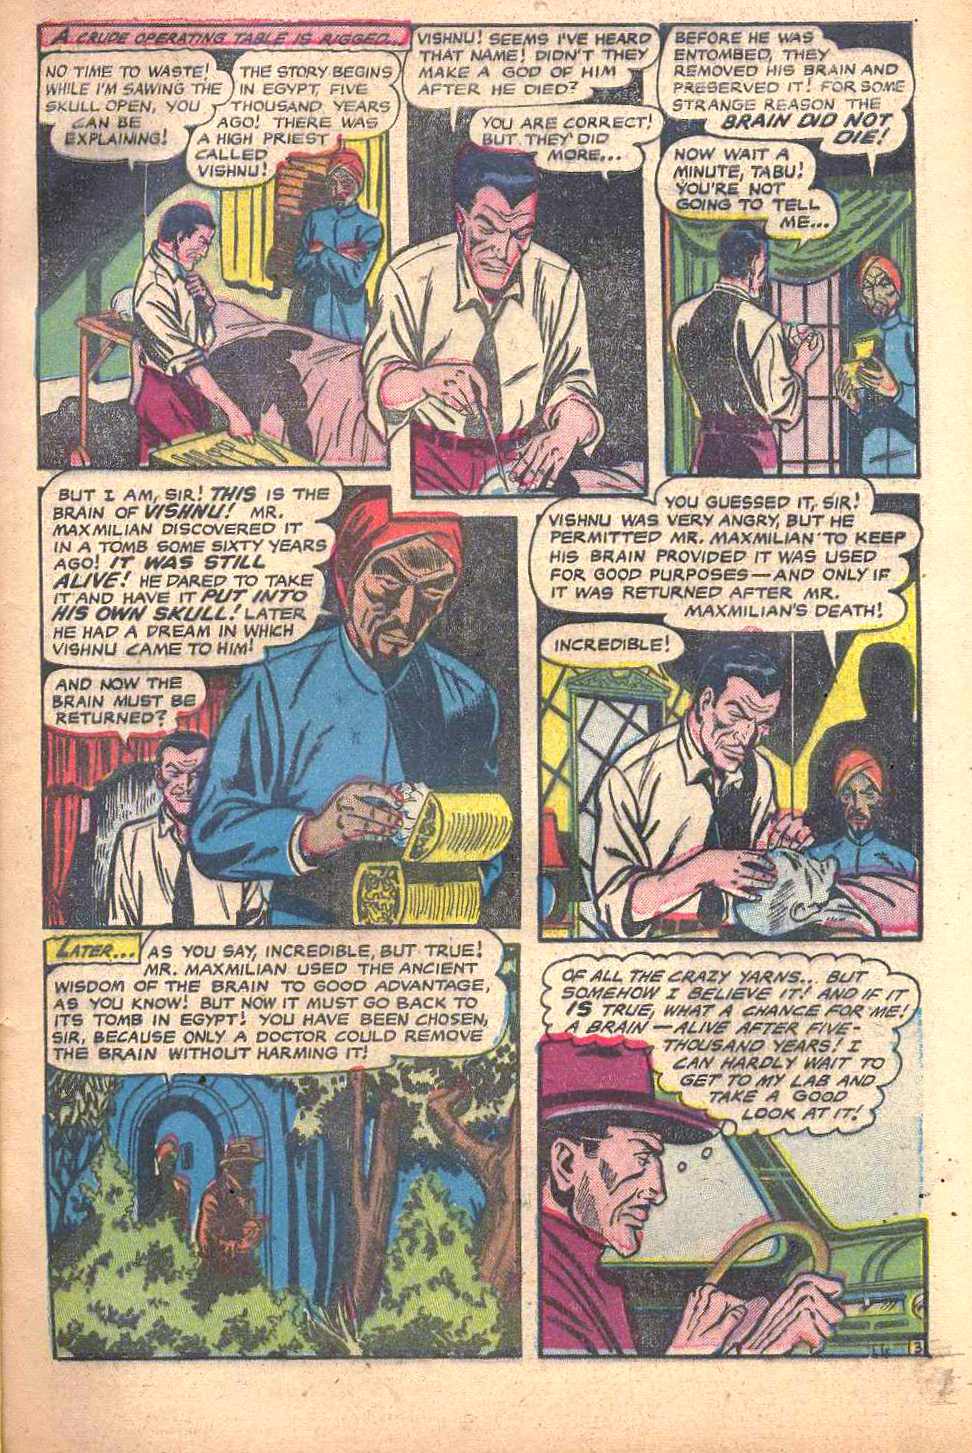 A CRUDE OPERATING TABLE IS RIGGED...
NO TIME TO WASTE!
WHILE I'M SAWING THE
SKULL OPEN, YOU
CAN BE
EXPLAINING!
THE STORY BEGINS
IN EGYPT, FIVE
THOUSAND YEARS
AGO! THERE WAS
A HIGH PRIEST
CALLED
VISHNU!
VISHNU! SEEMS I'VE HEARD
THAT NAME! DIDN'T THEY
MAKE A GOD OF HIM
AFTER HE DIED?
YOU ARE CORRECT!
BUT THEY DID
MORE...
BEFORE HE WAS
ENTOMBED, THEY
REMOVED HIS BRAIN AND
PRESERVED IT! FOR SOME
STRANGE REASON THE
BRAIN DID NOT
DIE!
NOW WAIT A
MINUTE, TABU!
YOU'RE NOT
GOING TO TELL
ME...
BUT I AM, SIR! THIS IS THE
BRAIN OF VISHNU! MR.
MAXMILIAN DISCOVERED IT
IN A TOMB SOME SIXTY YEARS
AGO! IT WAS STILL
ALIVE! HE DARED TO TAKE
IT AND HAVE IT PUT INTO
HIS OWN SKULL! LATER
HE HAD A DREAM IN WHICH
VISHNU CAME TO HIM!
AND NOW THE
BRAIN MUST BE
RETURNED?
YOU GUESSED IT, SIR!
VISHNU WAS VERY ANGRY, BUT HE
PERMITTED MR. MAXMILIAN TO KEEP
HIS BRAIN PROVIDED IT WAS USED
FOR GOOD PURPOSES—AND ONLY IF
IT WAS RETURNED AFTER MR.
MAXMILIAN'S DEATH!
INCREDIBLE!
LATER...
AS YOU SAY, INCREDIBLE, BUT TRUE!
MR. MAXMILIAN USED THE ANCIENT
WISDOM OF THE BRAIN TO GOOD ADVANTAGE,
AS YOU KNOW! BUT NOW IT MUST GO BACK TO
ITS TOMB IN EGYPT! YOU HAVE BEEN CHOSEN,
SIR, BECAUSE ONLY A DOCTOR COULD REMOVE
THE BRAIN WITHOUT HARMING IT!
OF ALL THE CRAZY YARNS... BUT
SOMEHOW I BELIEVE IT! AND IF IT
IS TRUE, WHAT A CHANCE FOR ME!
A BRAIN—ALIVE AFTER FIVE-
THOUSAND YEARS! I
CAN HARDLY WAIT TO
GET TO MY LAB AND
TAKE A GOOD
LOOK AT IT!
3